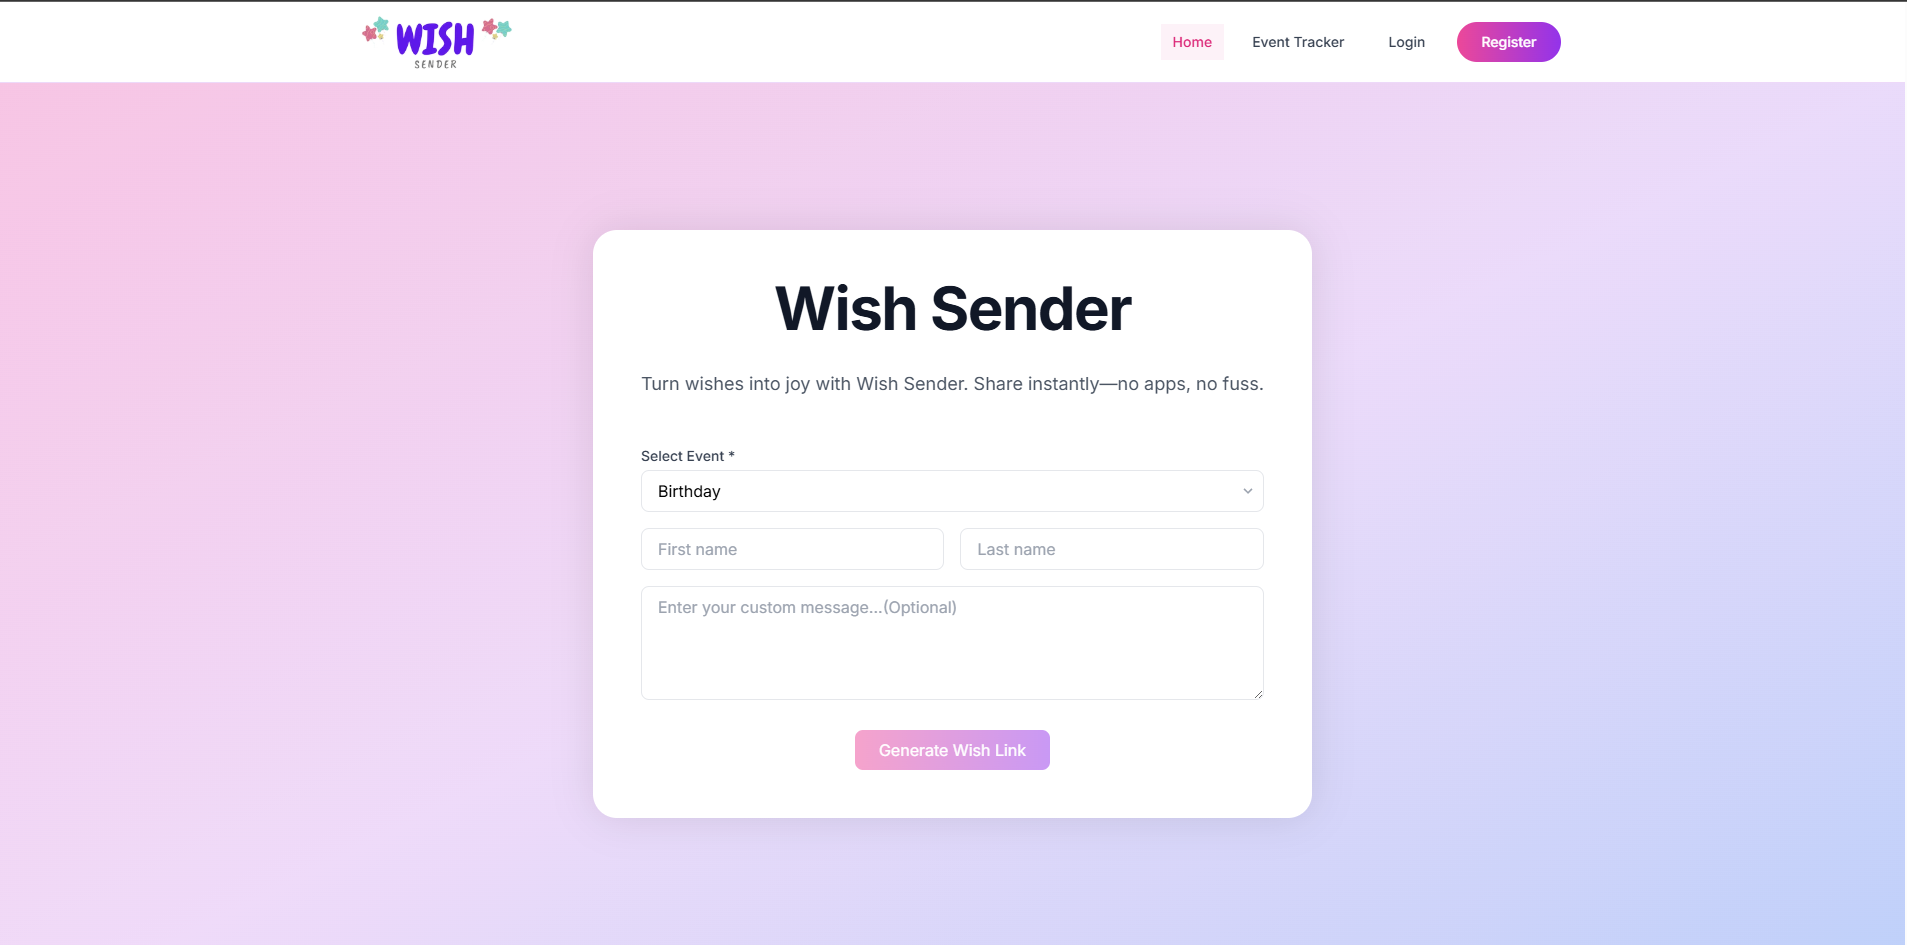 WISH
SENDER
Home
Event Tracker
Login
Register
Wish Sender
Turn wishes into joy with Wish Sender. Share instantly—no apps, no fuss.
Select Event *
Birthday
First name
Last name
Enter your custom message...(Optional)
Generate Wish Link